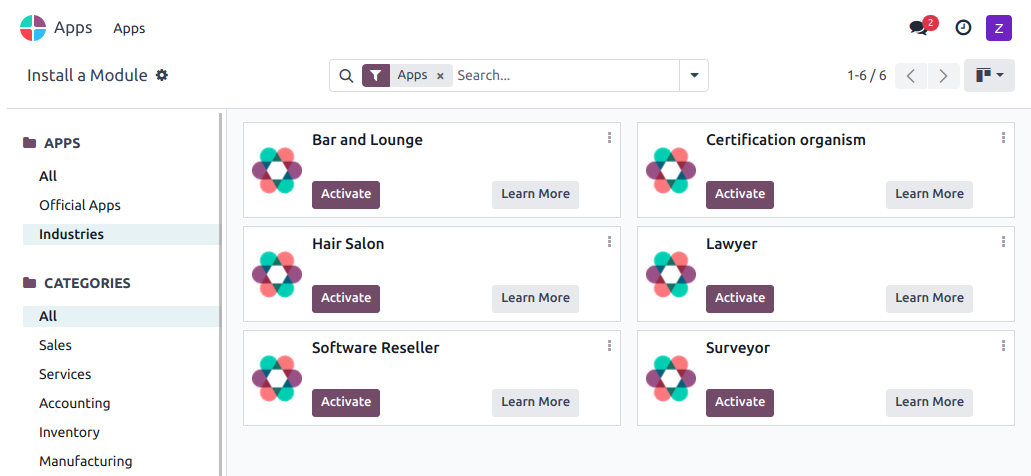 Apps Apps 2 Z
Install a Module Apps × Search... 1-6 / 6
APPS
All
Official Apps
Industries
CATEGORIES
All
Sales
Services
Accounting
Inventory
Manufacturing
Bar and Lounge
Activate Learn More
Certification organism
Activate Learn More
Hair Salon
Activate Learn More
Lawyer
Activate Learn More
Software Reseller
Activate Learn More
Surveyor
Activate Learn More